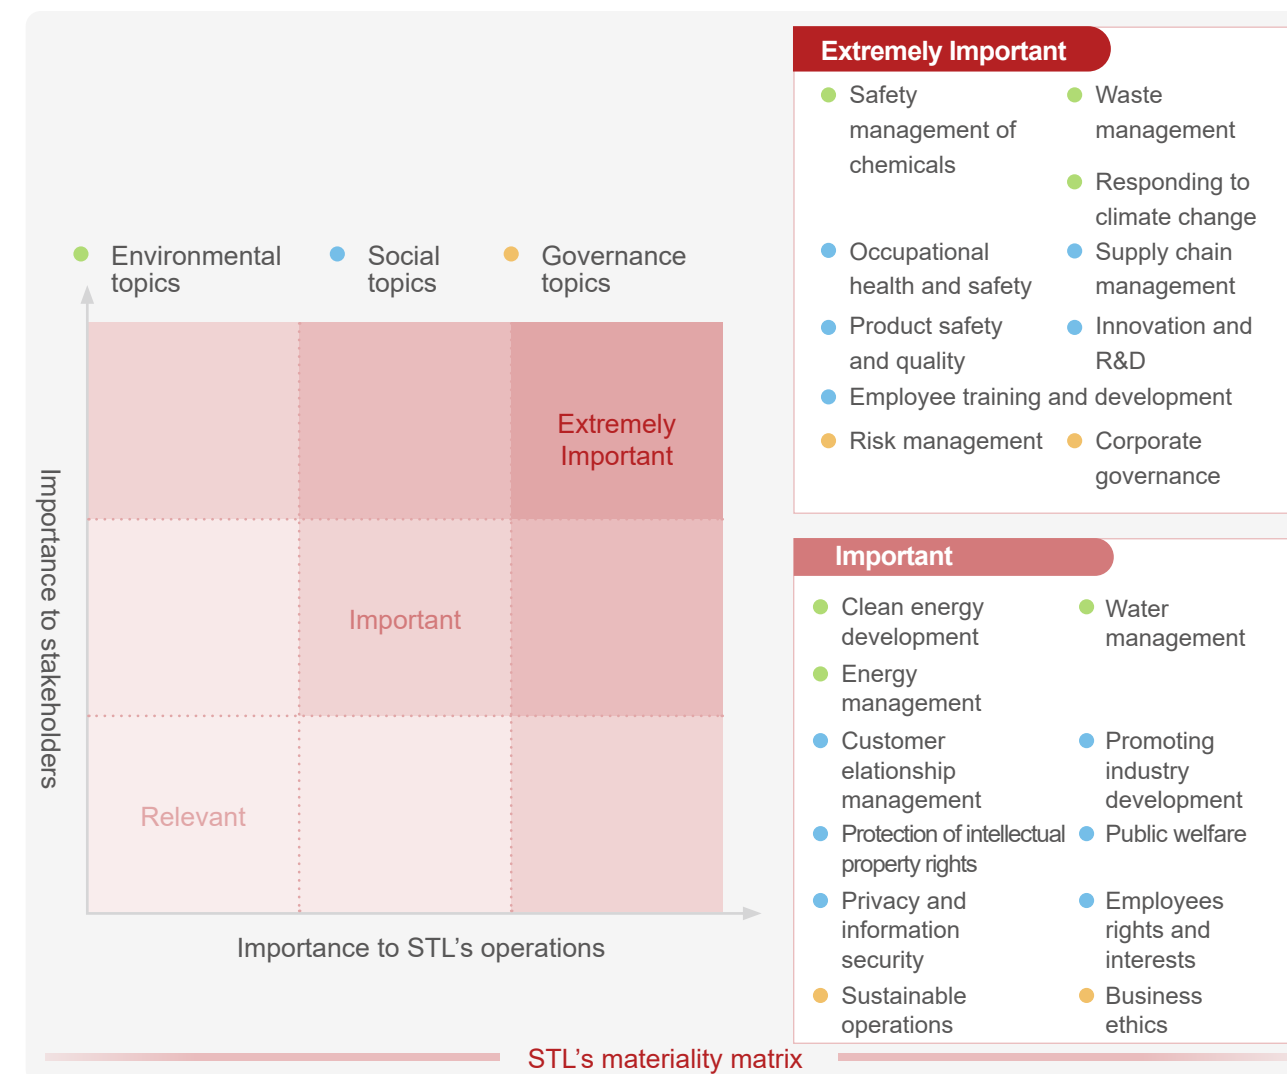 Environmental
topics
Social
topics
Governance
topics
Importance to stakeholders
Extremely
Important
Important
Relevant
Importance to STL’s operations
Extremely Important
Safety
management of
chemicals
Waste
management
Responding to
climate change
Occupational
health and safety
Supply chain
management
Product safety
and quality
Innovation and
R&D
Employee training and development
Risk management
Corporate
governance
Important
Clean energy
development
Water
management
Energy
management
Customer
elationship
management
Promoting
industry
development
Protection of intellectual
property rights
Public welfare
Privacy and
information
security
Employees
rights and
interests
Sustainable
operations
Business
ethics
STL’s materiality matrix